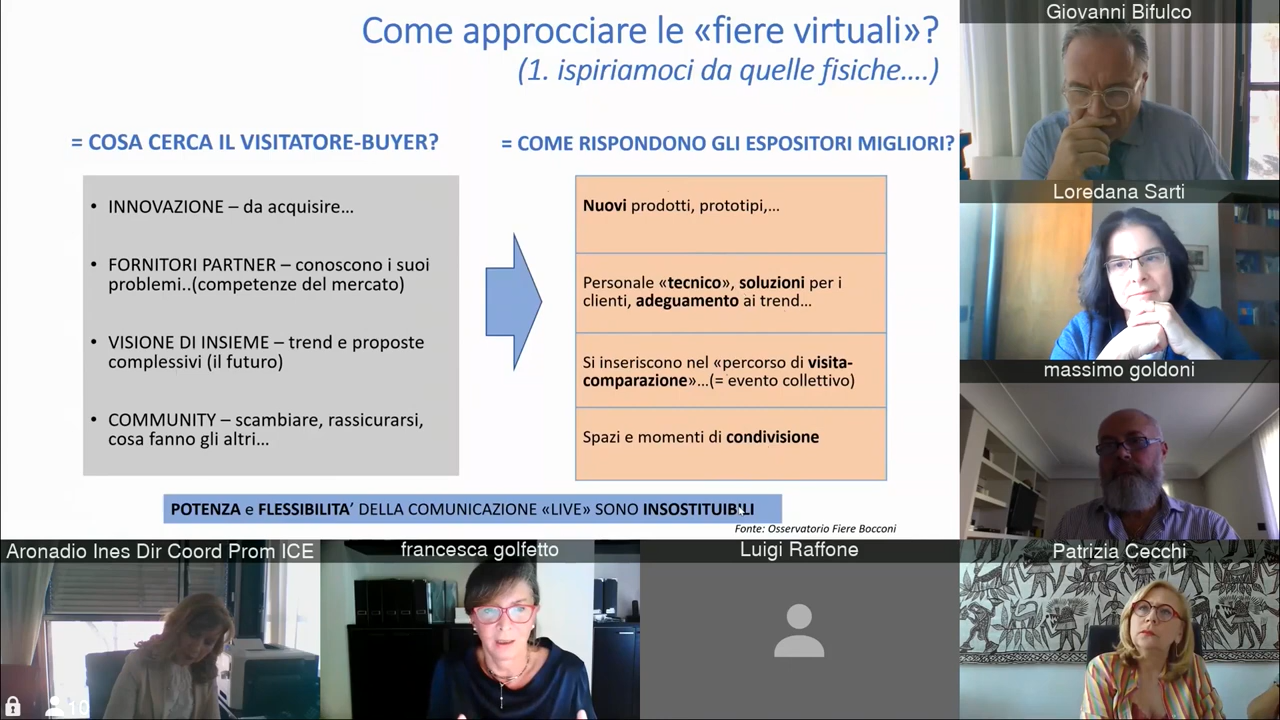 Come approcciare le «fiere virtuali»?
(1. ispiriamoci da quelle fisiche….)
= COSA CERCA IL VISITATORE-BUYER?
• INNOVAZIONE – da acquisire…
• FORNITORI PARTNER – conoscono i suoi
problemi..(competenze del mercato)
• VISIONE DI INSIEME – trend e proposte
complessivi (il futuro)
• COMMUNITY – scambiare, rassicurarsi,
cosa fanno gli altri…
= COME RISPONDONO GLI ESPOSITORI MIGLIORI?
Nuovi prodotti, prototipi,…
Personale «tecnico», soluzioni per i
clienti, adeguamento ai trend…
Si inseriscono nel «percorso di visita-
comparazione»…(= evento collettivo)
Spazi e momenti di condivisione
POTENZA e FLESSIBILITA’ DELLA COMUNICAZIONE «LIVE» SONO INSOSTITUIBILI
Fonte: Osservatorio Fiere Bocconi
Giovanni Bifulco
Loredana Sarti
massimo goldoni
Aronadio Ines Dir Coord Prom ICE
francesca golfetto
Luigi Raffone
Patrizia Cecchi
10